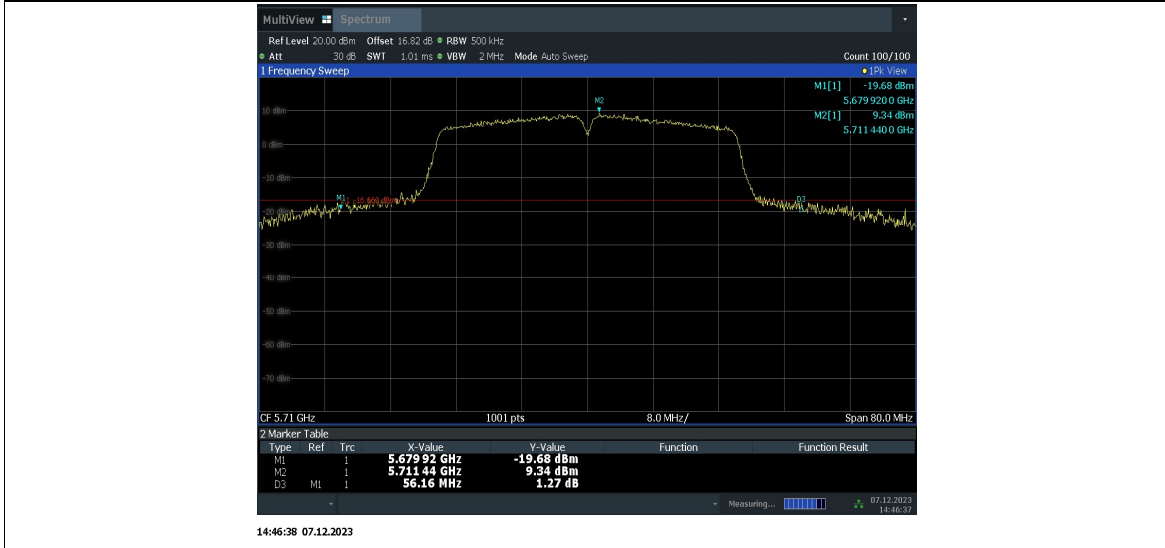 MultiView Spectrum
Ref Level 20.00 dBm Offset 16.82 dB RBW 500 kHz
Att 30 dB SWT 1.01 ms VBW 2 MHz Mode Auto Sweep Count 100/100
1 Frequency Sweep 1Pk View
M1[1] -19.68 dBm
5.679 920 0 GHz
M2[1] 9.34 dBm
5.711 440 0 GHz
M2
10 dBm
0 dBm
-10 dBm
M1
D3
-20 dBm
-30 dBm
-40 dBm
-50 dBm
-60 dBm
-70 dBm
CF 5.71 GHz 1001 pts 8.0 MHz/ Span 80.0 MHz
2 Marker Table
Type Ref Trc X-Value Y-Value Function Function Result
M1 1 5.679 92 GHz -19.68 dBm
M2 1 5.711 44 GHz 9.34 dBm
D3 M1 1 56.16 MHz 1.27 dB
Measuring... 07.12.2023
14:46:37
14:46:38 07.12.2023